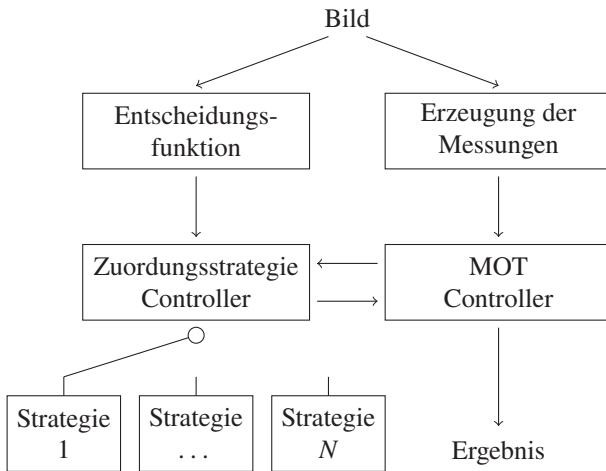 Bild
Entscheidungs-
funktion
Erzeugung der
Messungen
Zuordungsstrategie
Controller
MOT
Controller
Strategie
1
Strategie
. . .
Strategie
N
Ergebnis